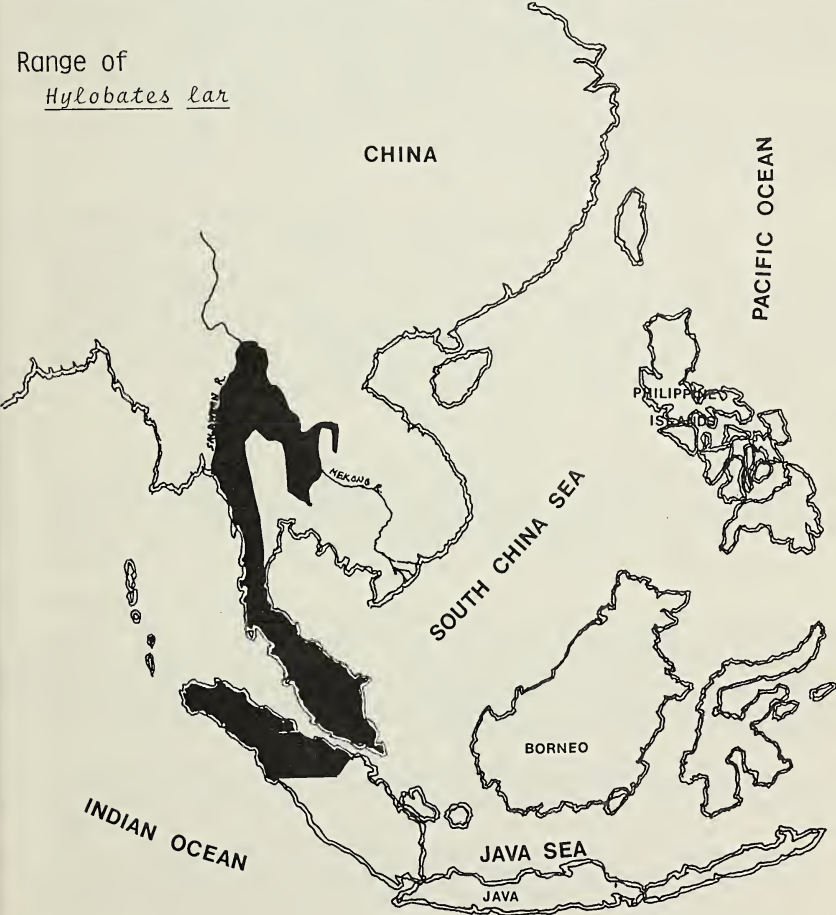 Range of
Hylobates lar
CHINA
PACIFIC OCEAN
SALWEEN R.
PHILIPPINE
ISLANDS
MEKONG R.
SOUTH CHINA SEA
BORNEO
INDIAN OCEAN
JAVA SEA
JAVA